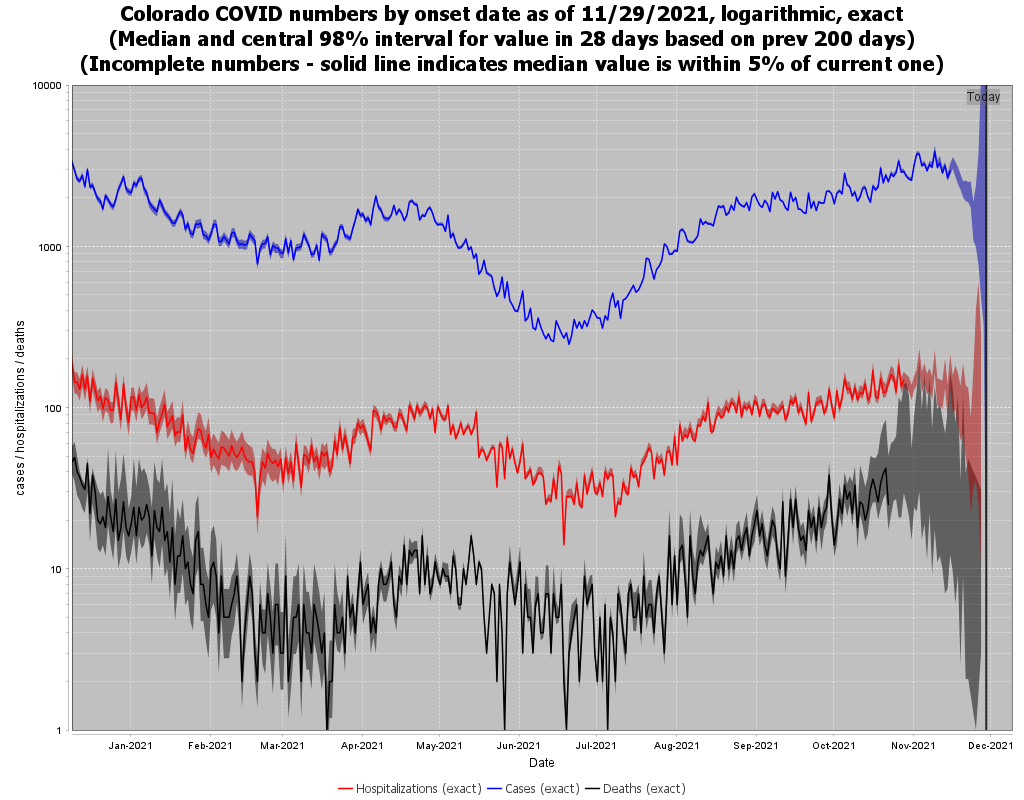 Colorado COVID numbers by onset date as of 11/29/2021, logarithmic, exact
(Median and central 98% interval for value in 28 days based on prev 200 days)
(Incomplete numbers - solid line indicates median value is within 5% of current one)
Today
10000
1000
100
10
1
cases / hospitalizations / deaths
Jan-2021 Feb-2021 Mar-2021 Apr-2021 May-2021 Jun-2021 Jul-2021 Aug-2021 Sep-2021 Oct-2021 Nov-2021 Dec-2021
Date
Hospitalizations (exact) Cases (exact) Deaths (exact)